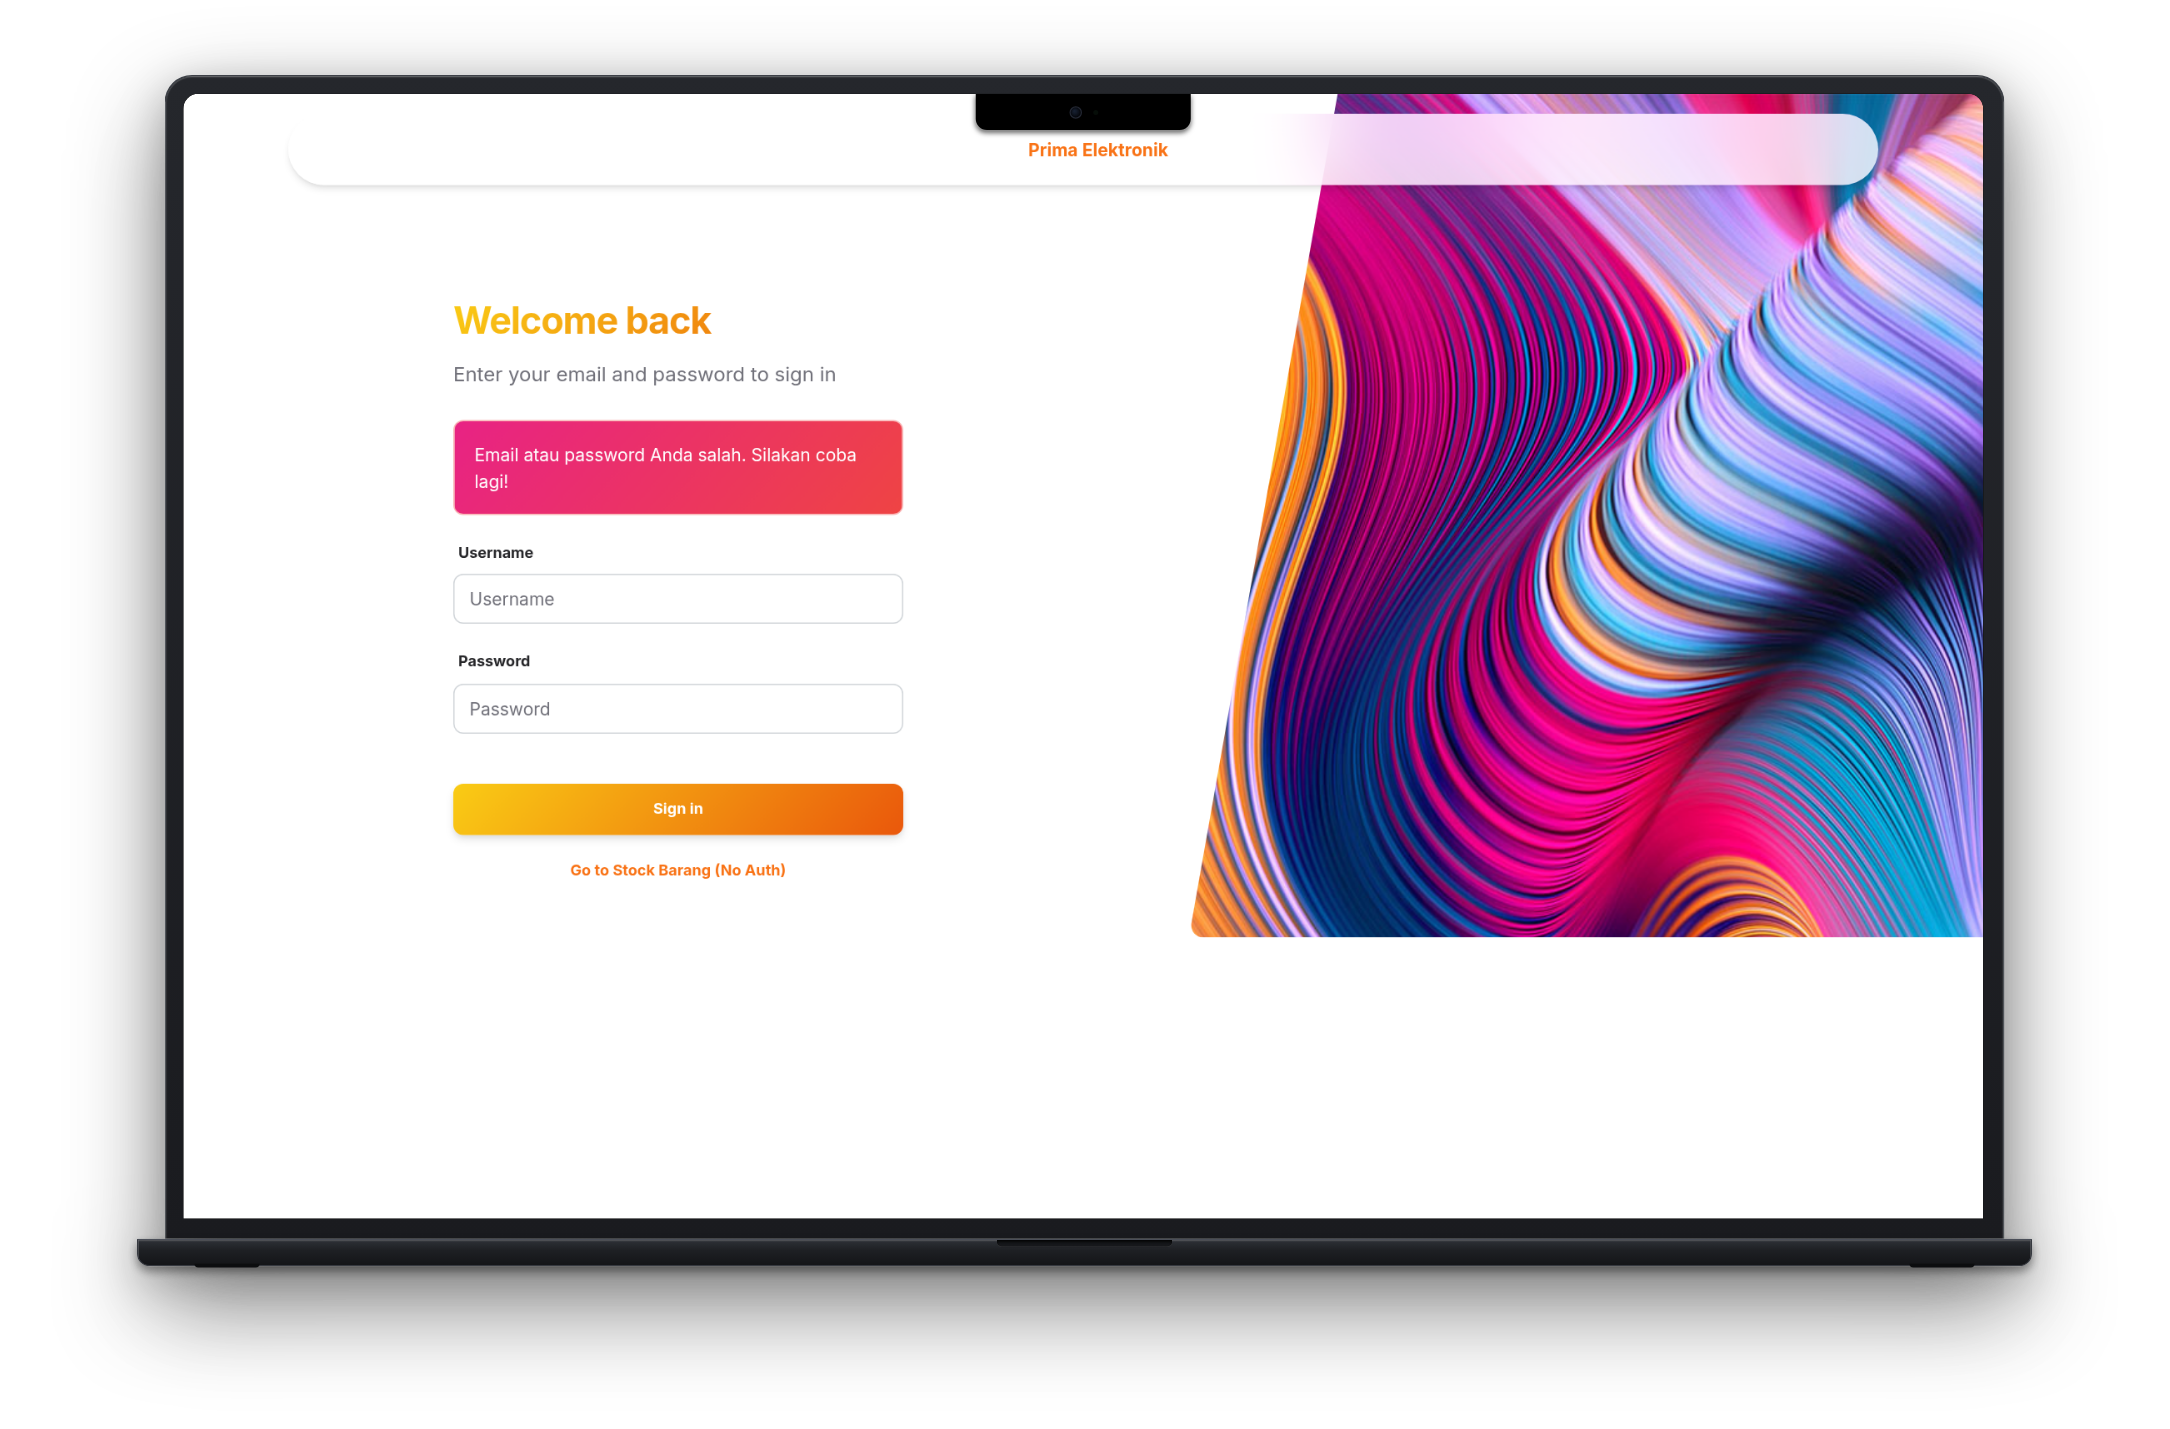 Prima Elektronik
Welcome back
Enter your email and password to sign in
Email atau password Anda salah. Silakan coba
lagi!
Username
Username
Password
Password
Sign in
Go to Stock Barang (No Auth)